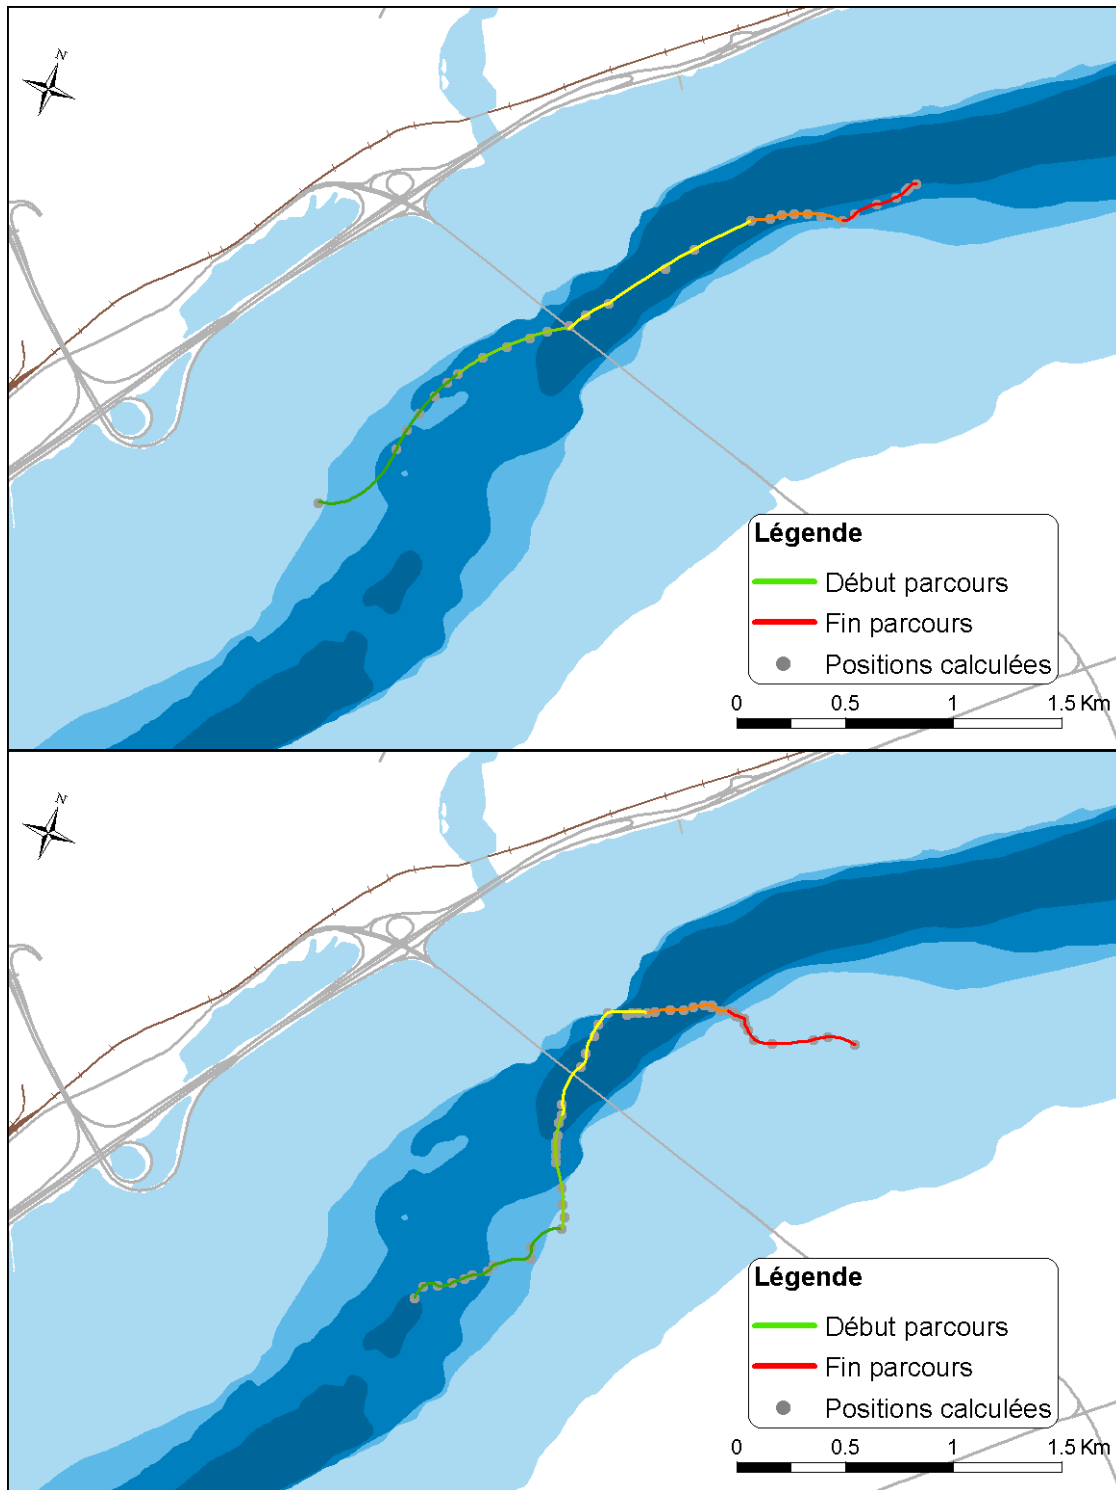 N
Légende
Début parcours
Fin parcours
Positions calculées
0 0.5 1 1.5 Km
N
Légende
Début parcours
Fin parcours
Positions calculées
0 0.5 1 1.5 Km